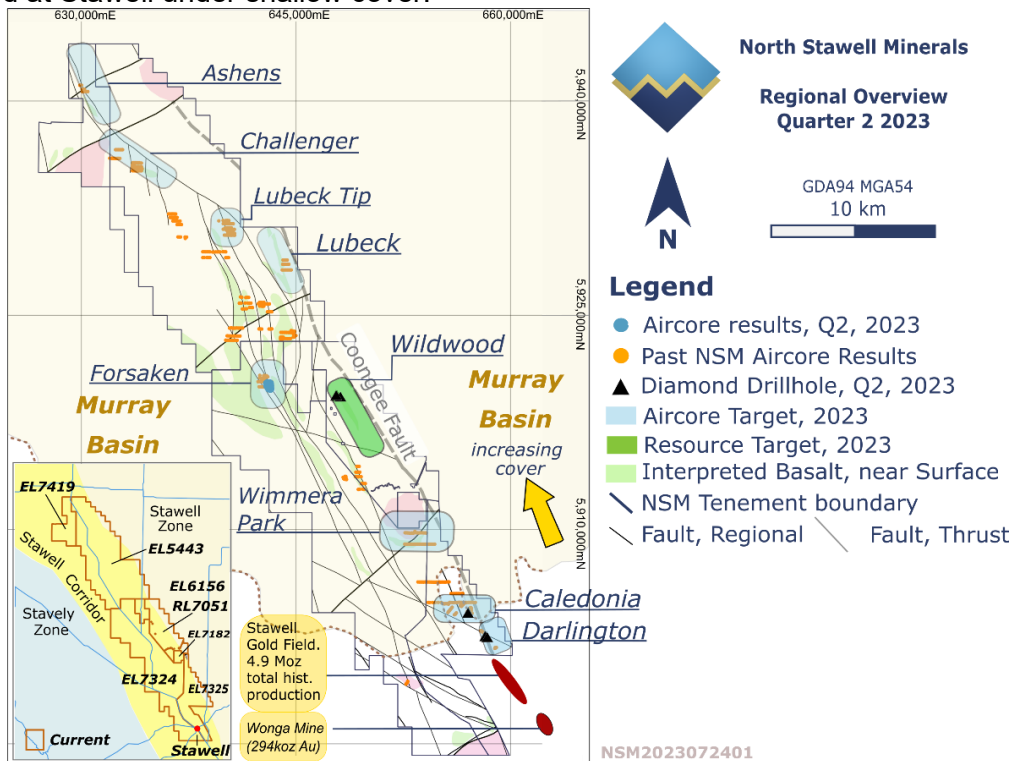 d at Stawell under shallow cover.
630,000mE
645,000mE
660,000mE
Ashens
Challenger
Lubeck Tip
Lubeck
Wildwood
Forsaken
Murray
Basin
Coongee Fault
Murray
Basin
increasing
cover
Wimmera
Park
Caledonia
Darlington
5,940,000mN
5,925,000mN
5,910,000mN
EL7419
Stawell
Zone
EL5443
Stawell Corridor
EL6156
RL7051
Stavely
Zone
EL7182
EL7324
EL7325
Current
Stawell
Stawell
Gold Field.
4.9 Moz
total hist.
production
Wonga Mine
(294koz Au)
North Stawell Minerals
Regional Overview
Quarter 2 2023
N
GDA94 MGA54
10 km
Legend
Aircore results, Q2, 2023
Past NSM Aircore Results
Diamond Drillhole, Q2, 2023
Aircore Target, 2023
Resource Target, 2023
Interpreted Basalt, near Surface
NSM Tenement boundary
Fault, Regional
Fault, Thrust
NSM2023072401